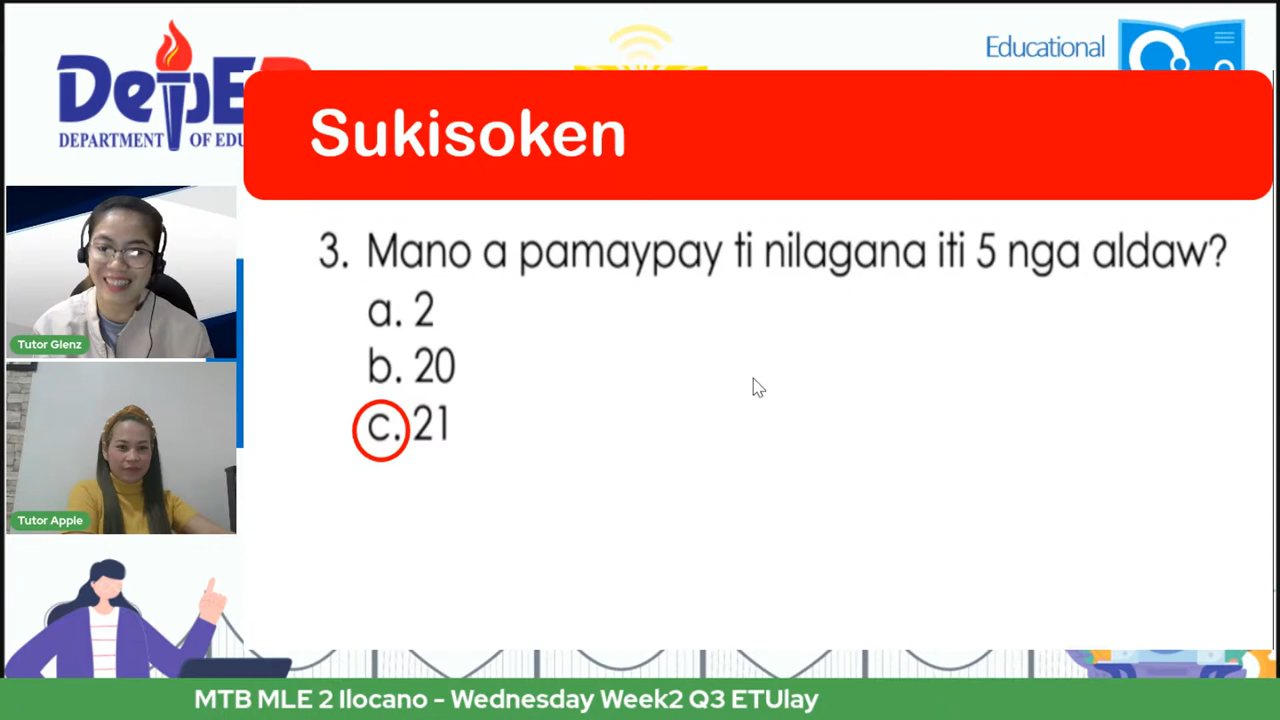 DepE
DEPARTMENT OF EDU
Educational
Sukisoken
3. Mano a pamaypay ti nilagana iti 5 nga aldaw?
a. 2
b. 20
c. 21
Tutor Glenz
Tutor Apple
MTB MLE 2 Ilocano - Wednesday Week2 Q3 ETUlay